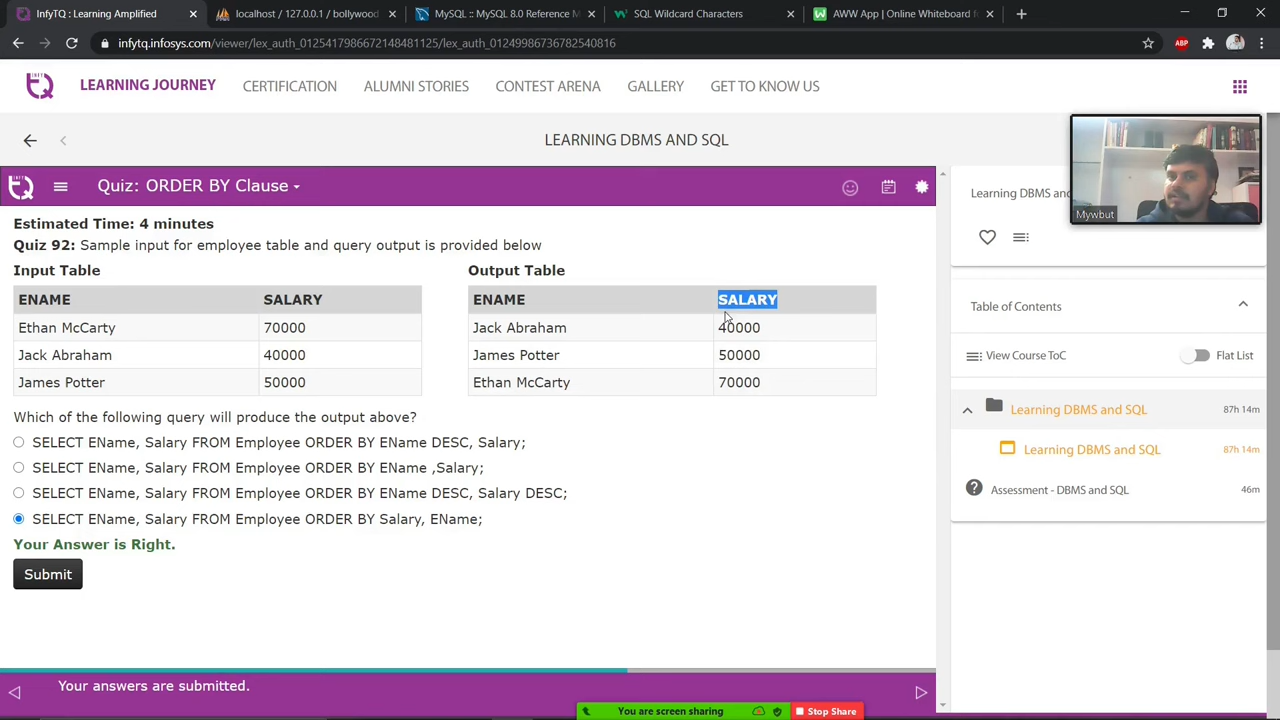 InfyTQ : Learning Amplified
localhost / 127.0.0.1 / bollywood
MySQL :: MySQL 8.0 Reference M
SQL Wildcard Characters
AWW App | Online Whiteboard f
infytq.infosys.com/viewer/lex_auth_0125417986672148481125/lex_auth_01249986736782540816
ABP
LEARNING JOURNEY
CERTIFICATION
ALUMNI STORIES
CONTEST ARENA
GALLERY
GET TO KNOW US
LEARNING DBMS AND SQL
Quiz: ORDER BY Clause
Estimated Time: 4 minutes
Quiz 92: Sample input for employee table and query output is provided below
Input Table
ENAME SALARY
Ethan McCarty 70000
Jack Abraham 40000
James Potter 50000
Output Table
ENAME SALARY
Jack Abraham 40000
James Potter 50000
Ethan McCarty 70000
Which of the following query will produce the output above?
SELECT EName, Salary FROM Employee ORDER BY EName DESC, Salary;
SELECT EName, Salary FROM Employee ORDER BY EName ,Salary;
SELECT EName, Salary FROM Employee ORDER BY EName DESC, Salary DESC;
SELECT EName, Salary FROM Employee ORDER BY Salary, EName;
Your Answer is Right.
Submit
Your answers are submitted.
Mywbut
Learning DBMS an
Table of Contents
View Course ToC
Flat List
Learning DBMS and SQL 87h 14m
Learning DBMS and SQL 87h 14m
Assessment - DBMS and SQL 46m
You are screen sharing
Stop Share